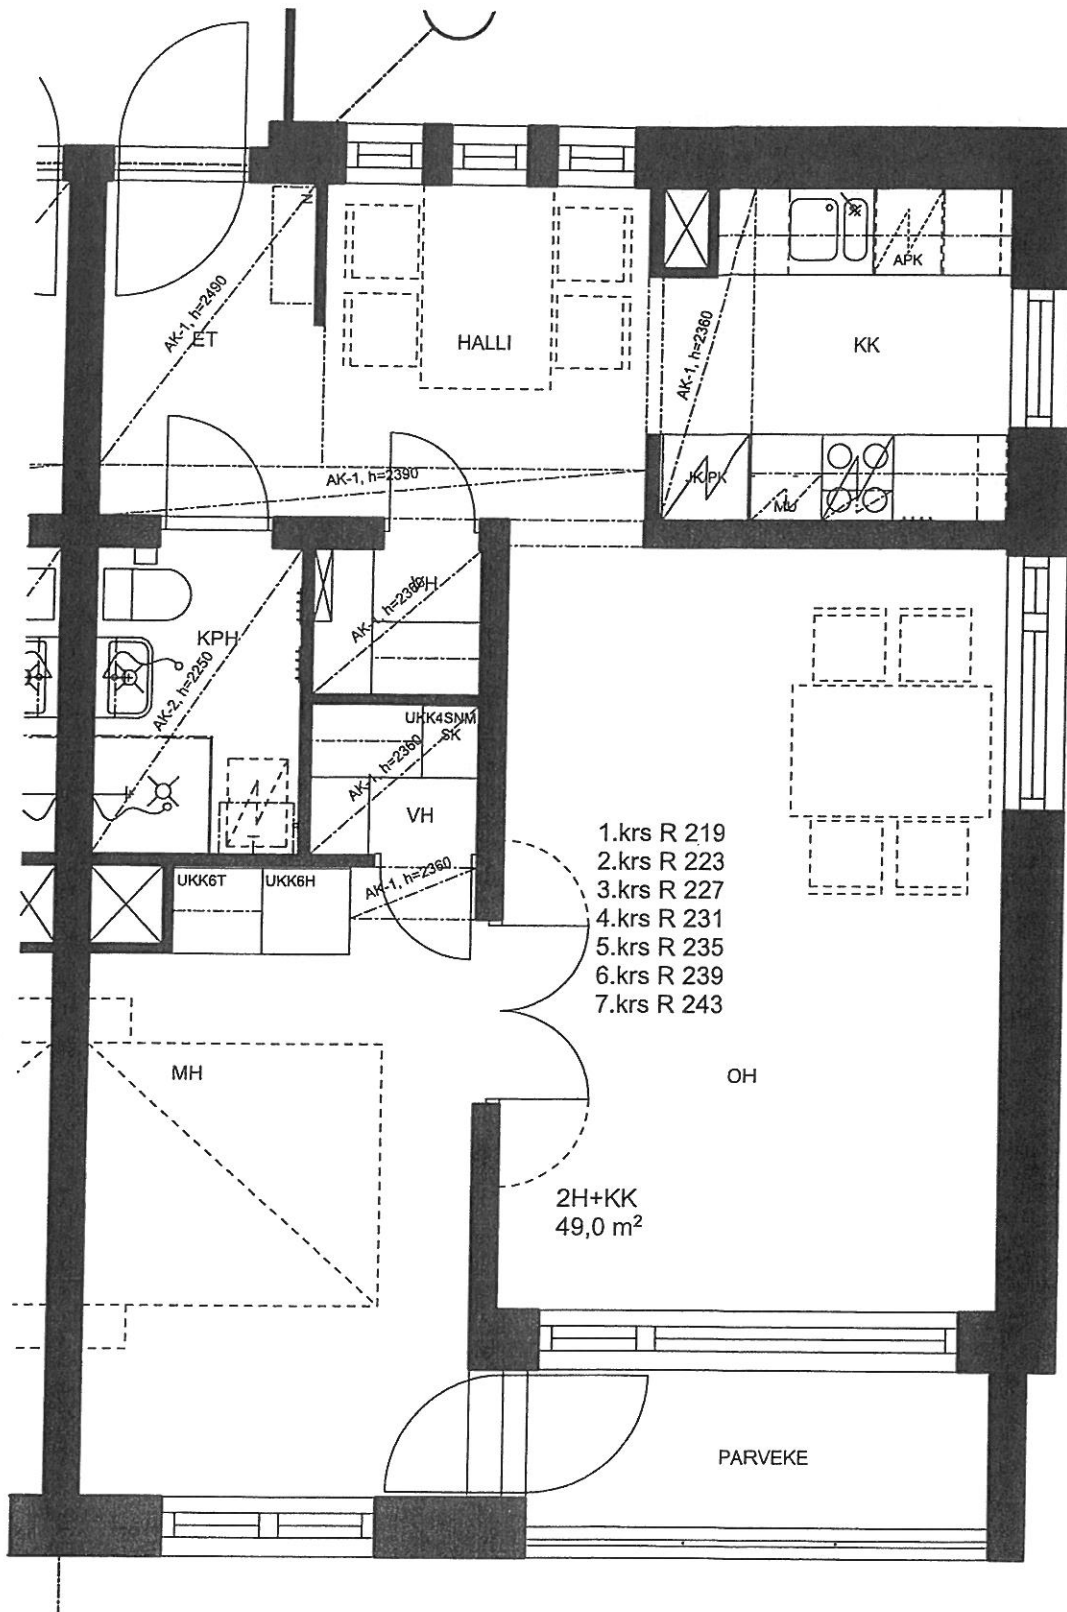 AK-1, h=2490
ET
HALLI
AK-1, h=2360
APK
KK
AK-1, h=2390
JK/PK
MU
KPH
AK-2, h=2250
AK-1, h=2360
UKK4SNM
SK
AK-1, h=2360
VH
UKK6T
UKK6H
AK-1, h=2360
1.krs R 219
2.krs R 223
3.krs R 227
4.krs R 231
5.krs R 235
6.krs R 239
7.krs R 243
MH
OH
2H+KK
49,0 m²
PARVEKE